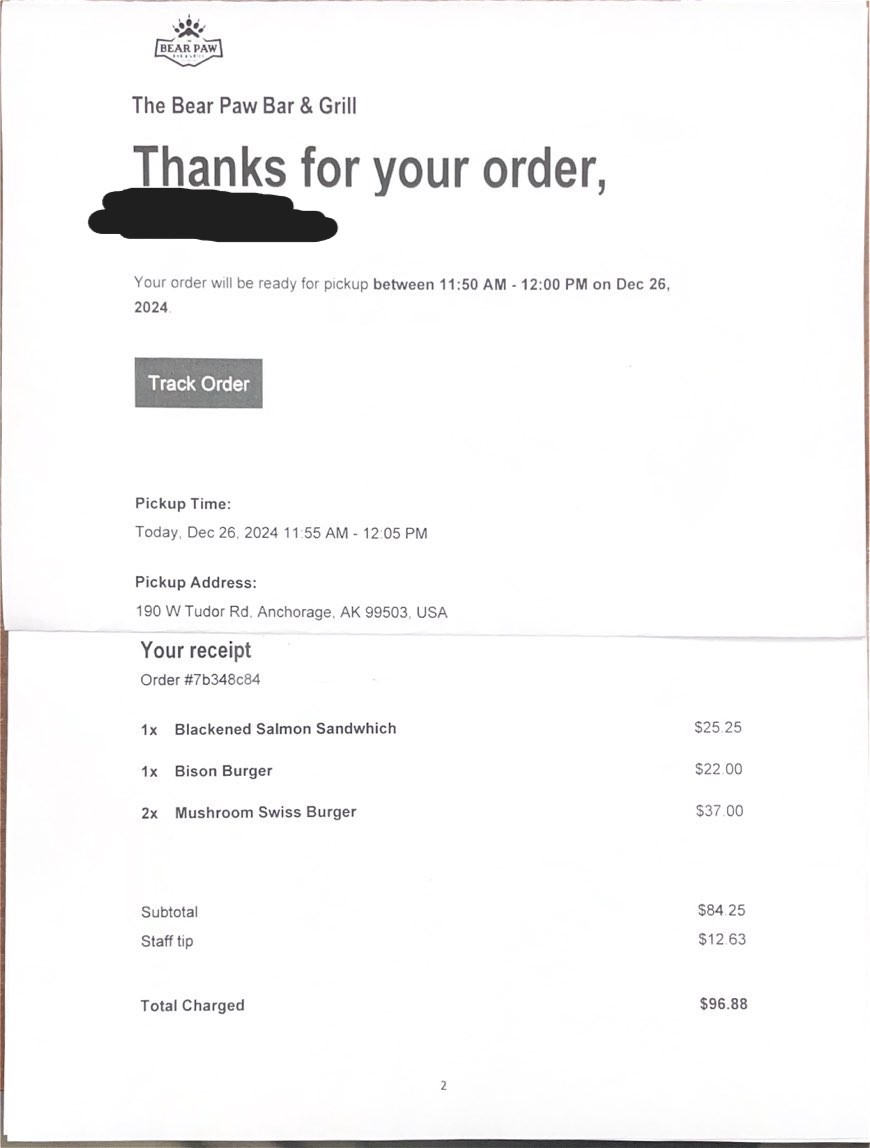 BEAR PAW
BAR & GRILL
The Bear Paw Bar & Grill
Thanks for your order,
Your order will be ready for pickup between 11:50 AM - 12:00 PM on Dec 26,
2024.
Track Order
Pickup Time:
Today, Dec 26, 2024 11:55 AM - 12:05 PM
Pickup Address:
190 W Tudor Rd, Anchorage, AK 99503, USA
Your receipt
Order #7b348c84
1x Blackened Salmon Sandwhich $25.25
1x Bison Burger $22.00
2x Mushroom Swiss Burger $37.00
Subtotal $84.25
Staff tip $12.63
Total Charged $96.88
2